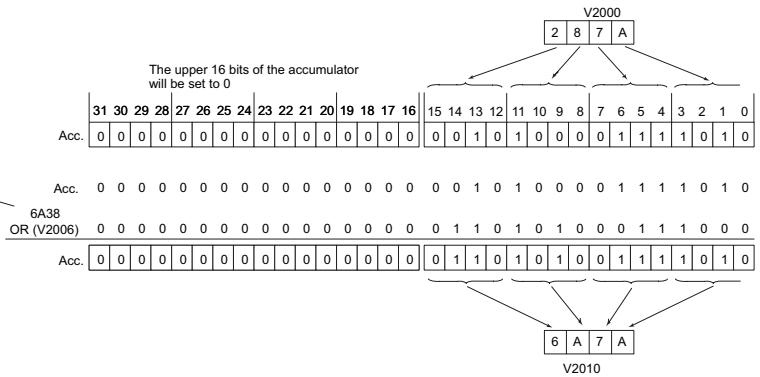 V2000
2 8 7 A
The upper 16 bits of the accumulator
will be set to 0
31 30 29 28 27 26 25 24 23 22 21 20 19 18 17 16 15 14 13 12 11 10 9 8 7 6 5 4 3 2 1 0
Acc. 0 0 0 0 0 0 0 0 0 0 0 0 0 0 0 0 0 0 1 0 1 0 0 0 0 1 1 1 1 0 1 0
Acc. 0 0 0 0 0 0 0 0 0 0 0 0 0 0 0 0 0 0 1 0 1 0 0 0 0 1 1 1 1 0 1 0
6A38
OR (V2006) 0 0 0 0 0 0 0 0 0 0 0 0 0 0 0 0 0 1 1 0 1 0 1 0 0 0 1 1 1 0 0 0
Acc. 0 0 0 0 0 0 0 0 0 0 0 0 0 0 0 0 0 1 1 0 1 0 1 0 0 1 1 1 1 0 1 0
6 A 7 A
V2010